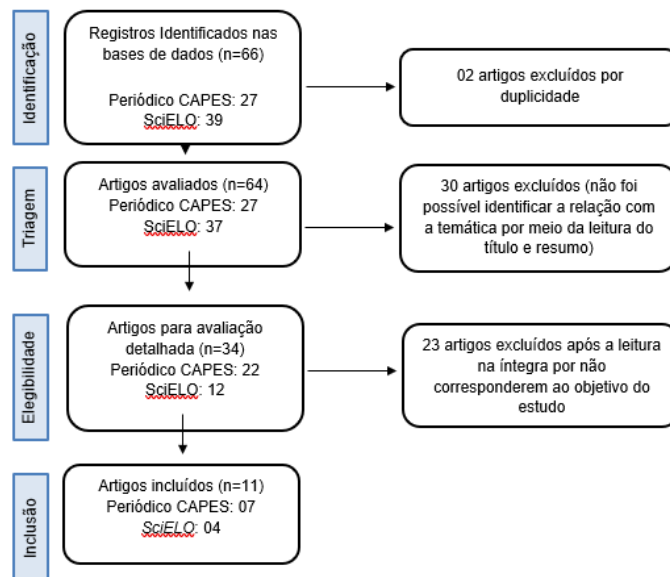 Identificação
Registros Identificados nas
bases de dados (n=66)
Periódico CAPES: 27
SciELO: 39
02 artigos excluídos por
duplicidade
Triagem
Artigos avaliados (n=64)
Periódico CAPES: 27
SciELO: 37
30 artigos excluídos (não foi
possível identificar a relação com
a temática por meio da leitura do
título e resumo)
Elegibilidade
Artigos para avaliação
detalhada (n=34)
Periódico CAPES: 22
SciELO: 12
23 artigos excluídos após a leitura
na íntegra por não
corresponderem ao objetivo do
estudo
Inclusão
Artigos incluídos (n=11)
Periódico CAPES: 07
SciELO: 04